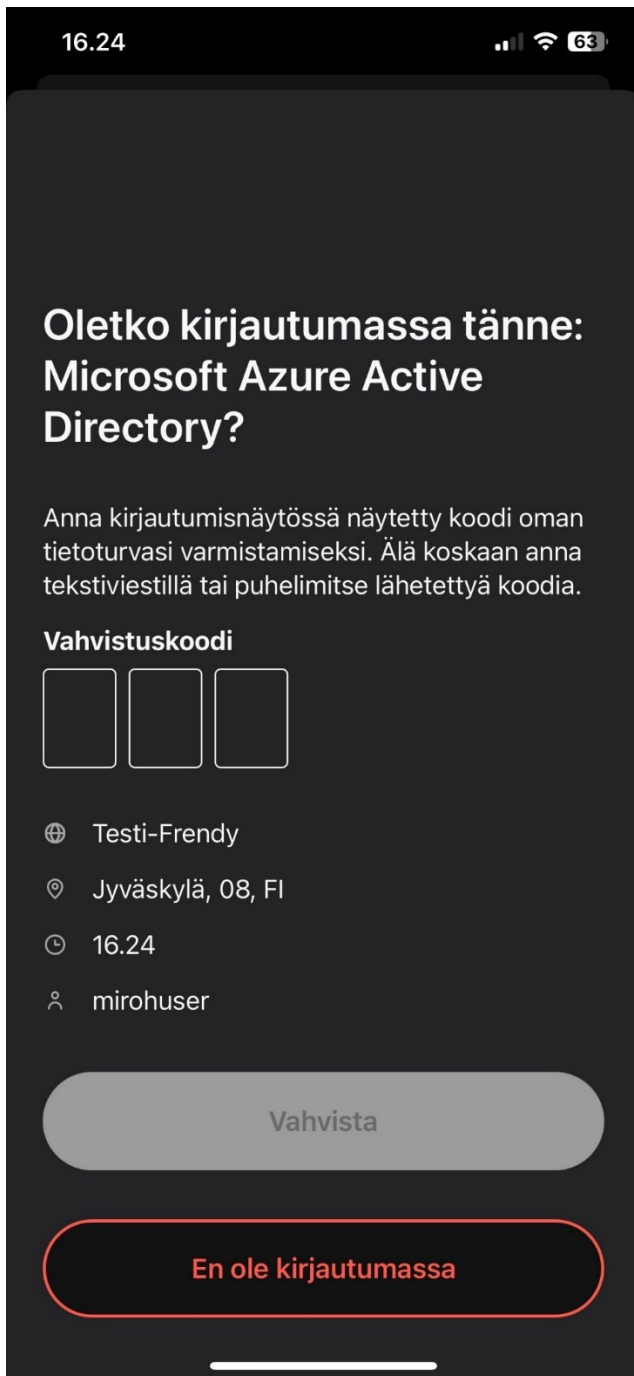 16.24
63
Oletko kirjautumassa tänne:
Microsoft Azure Active
Directory?
Anna kirjautumisnäytössä näytetty koodi oman
tietoturvasi varmistamiseksi. Älä koskaan anna
tekstiviestillä tai puhelimitse lähetettyä koodia.
Vahvistuskoodi
Testi-Frendy
Jyväskylä, 08, FI
16.24
mirohuser
Vahvista
En ole kirjautumassa